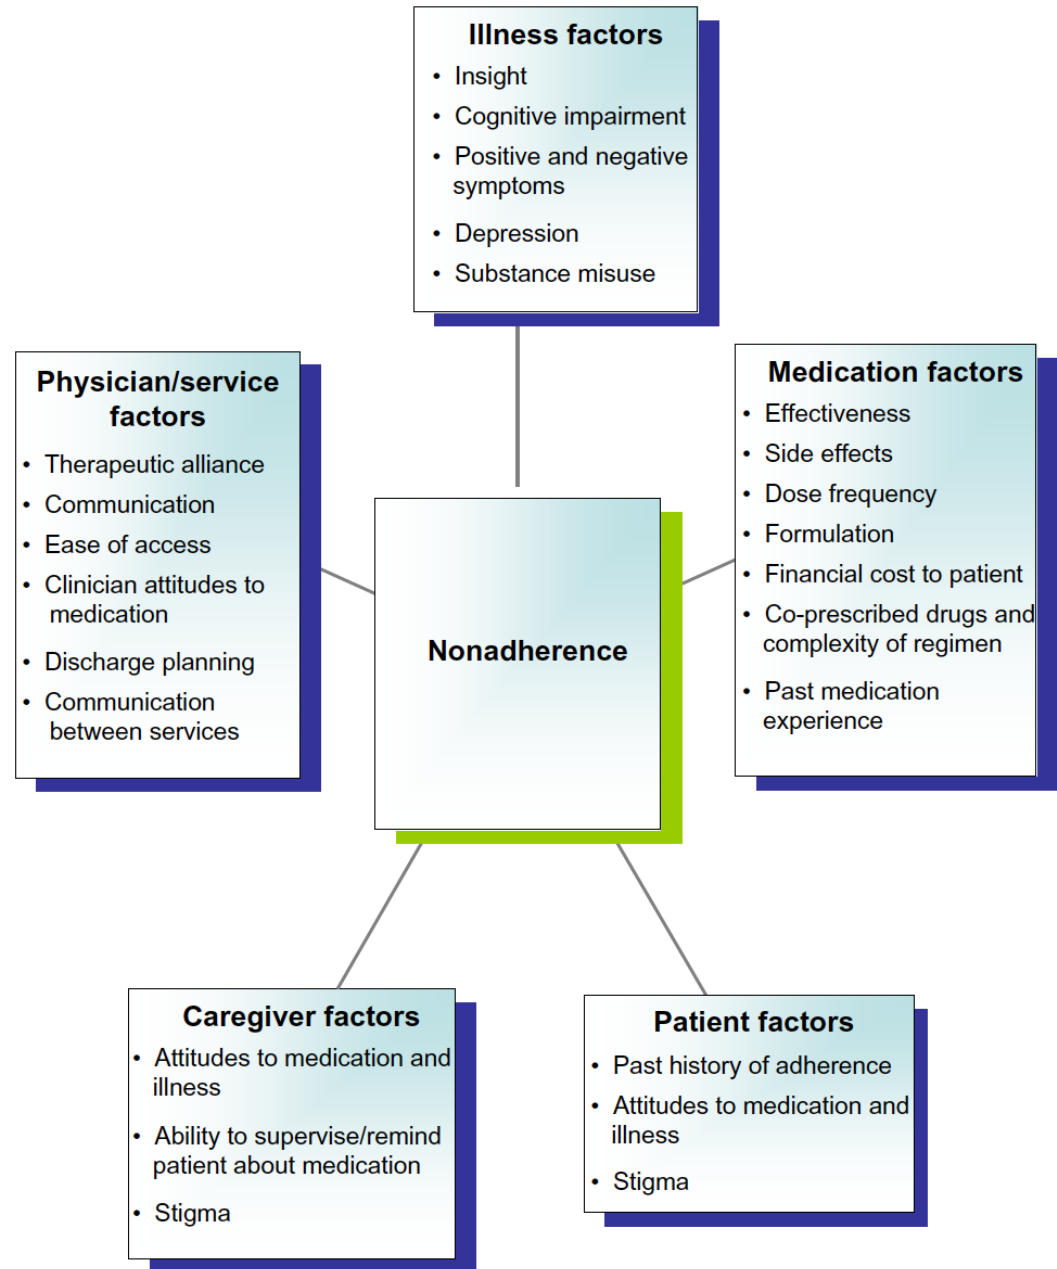 Illness factors
• Insight
• Cognitive impairment
• Positive and negative
symptoms
• Depression
• Substance misuse
Physician/service
factors
• Therapeutic alliance
• Communication
• Ease of access
• Clinician attitudes to
medication
• Discharge planning
• Communication
between services
Medication factors
• Effectiveness
• Side effects
• Dose frequency
• Formulation
• Financial cost to patient
• Co-prescribed drugs and
complexity of regimen
• Past medication
experience
Nonadherence
Caregiver factors
• Attitudes to medication and
illness
• Ability to supervise/remind
patient about medication
• Stigma
Patient factors
• Past history of adherence
• Attitudes to medication and
illness
• Stigma